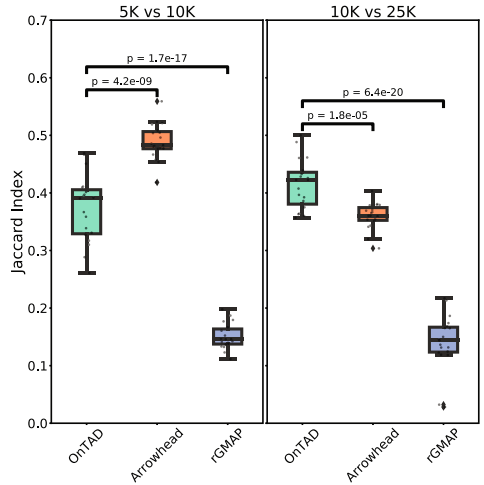 5K vs 10K
10K vs 25K
0.7
0.6
0.5
0.4
0.3
0.2
0.1
0.0
Jaccard Index
p = 1.7e-17
p = 4.2e-09
p = 6.4e-20
p = 1.8e-05
OnTAD
Arrowhead
rGMAP
OnTAD
Arrowhead
rGMAP